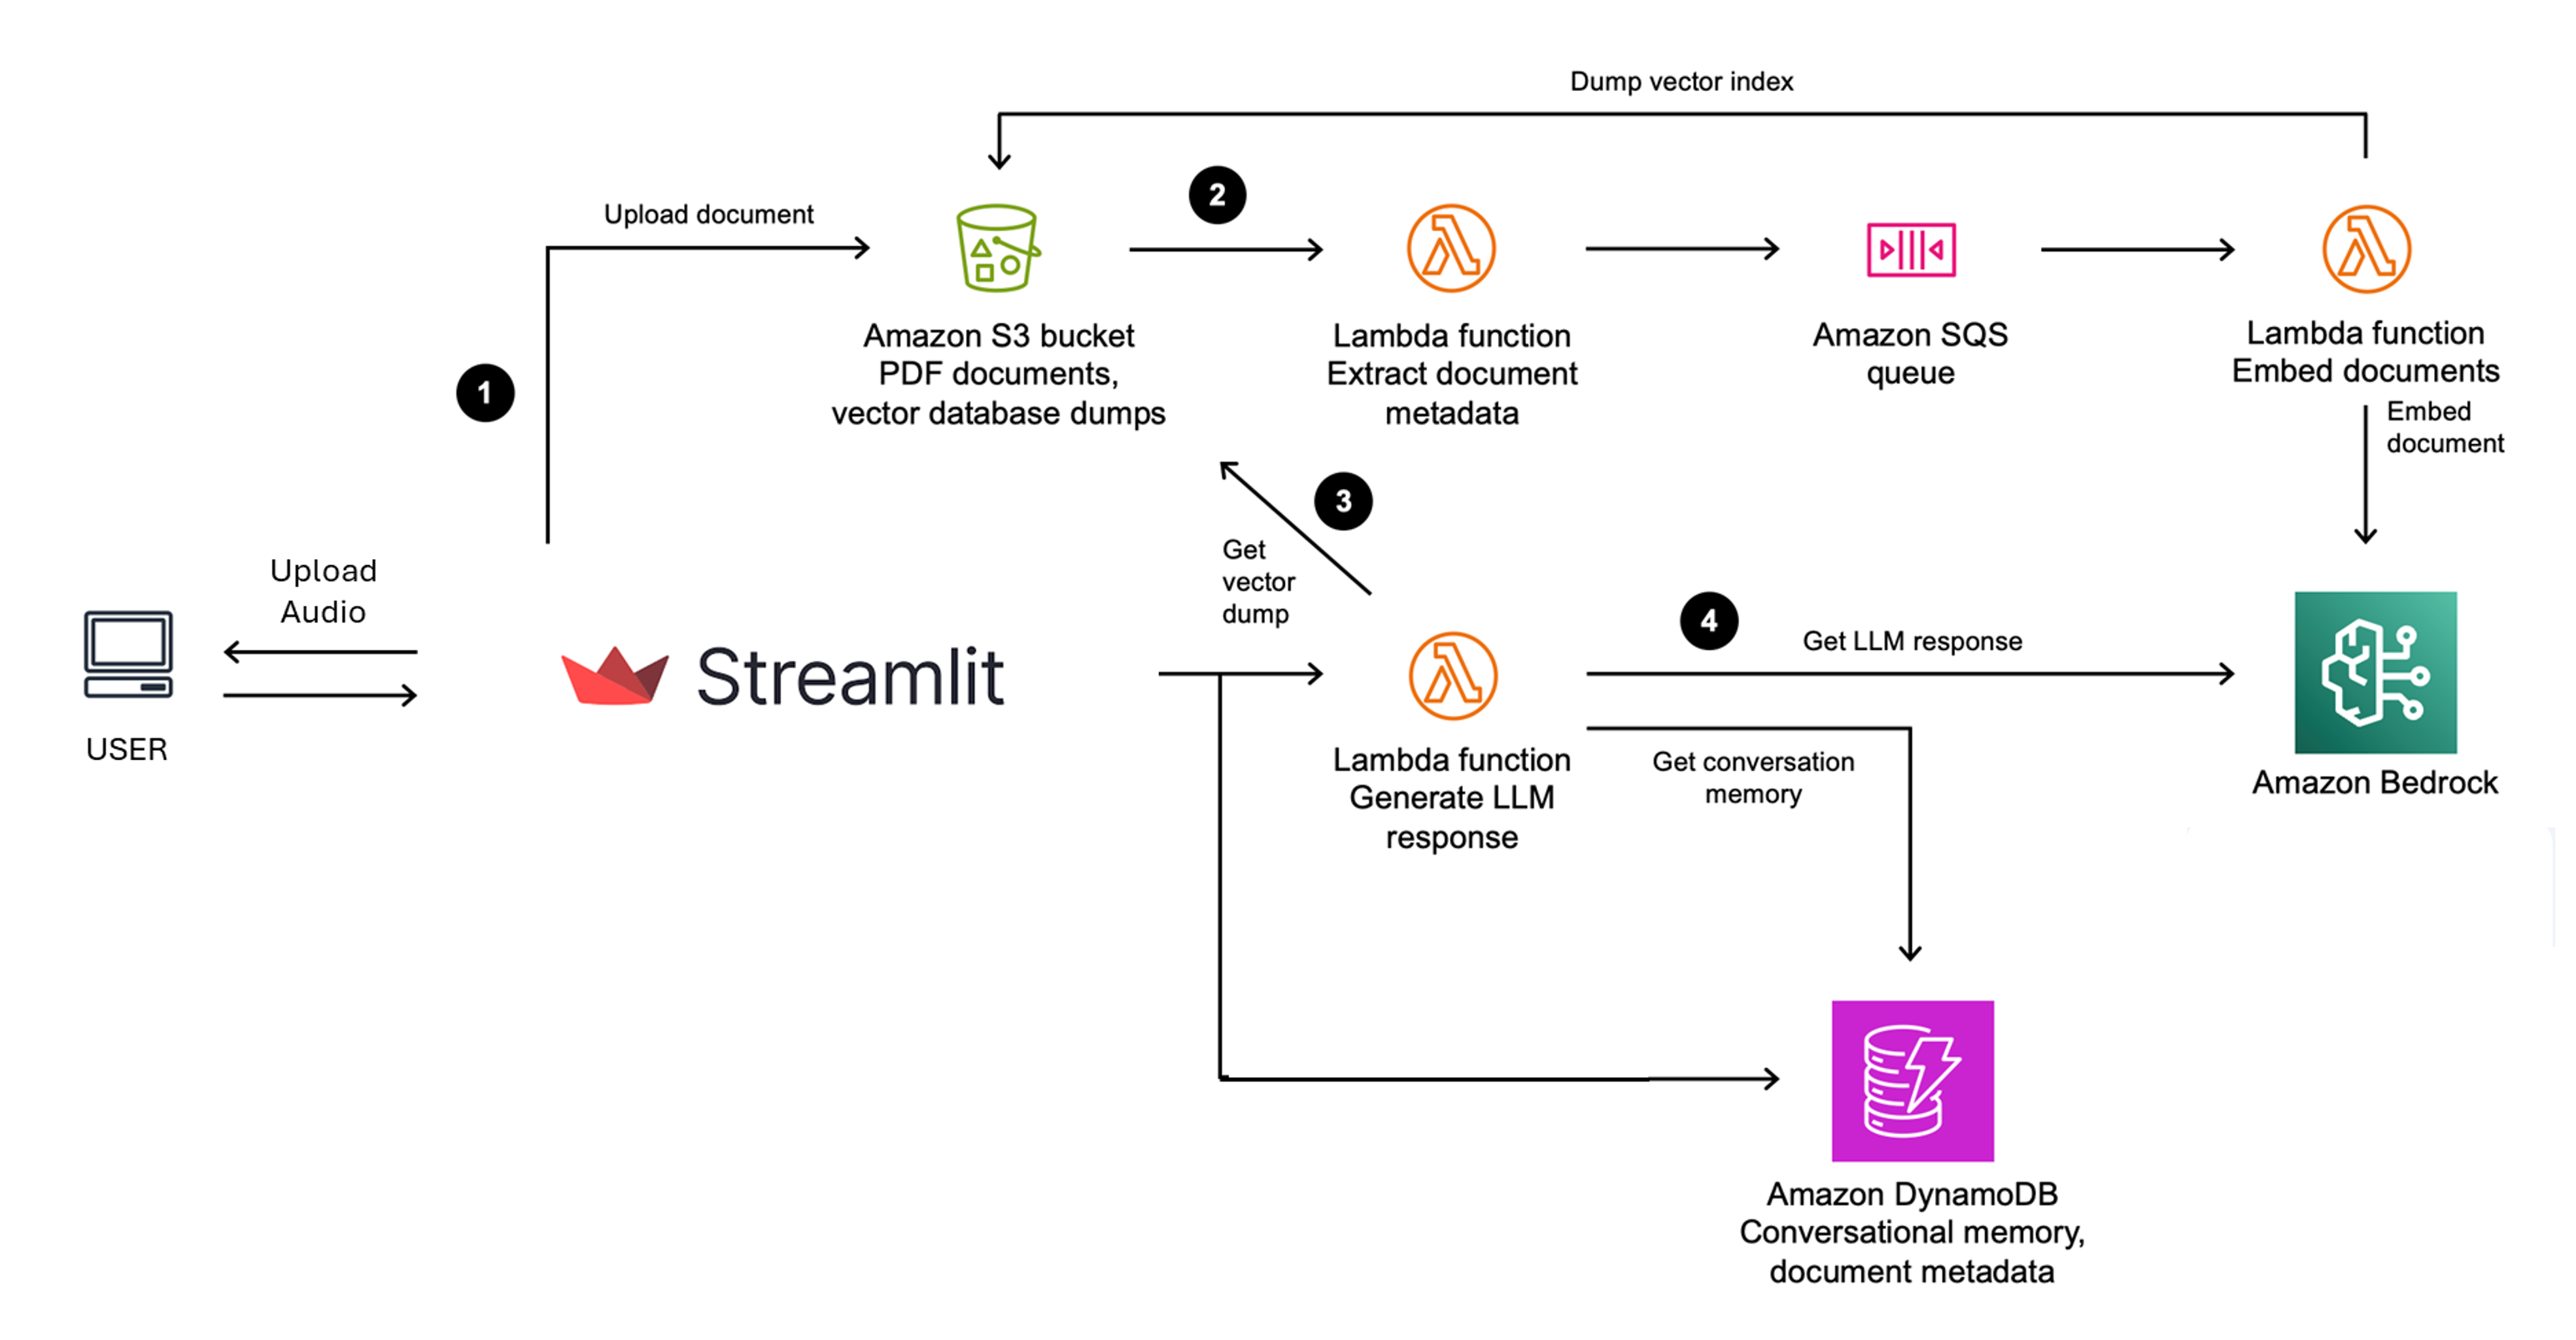 Dump vector index
2
Upload document
Amazon S3 bucket
PDF documents,
vector database dumps
Lambda function
Extract document
metadata
Amazon SQS
queue
Lambda function
Embed documents
Embed
document
1
3
Get
vector
dump
Upload
Audio
USER
Streamlit
4
Get LLM response
Lambda function
Generate LLM
response
Get conversation
memory
Amazon Bedrock
Amazon DynamoDB
Conversational memory,
document metadata